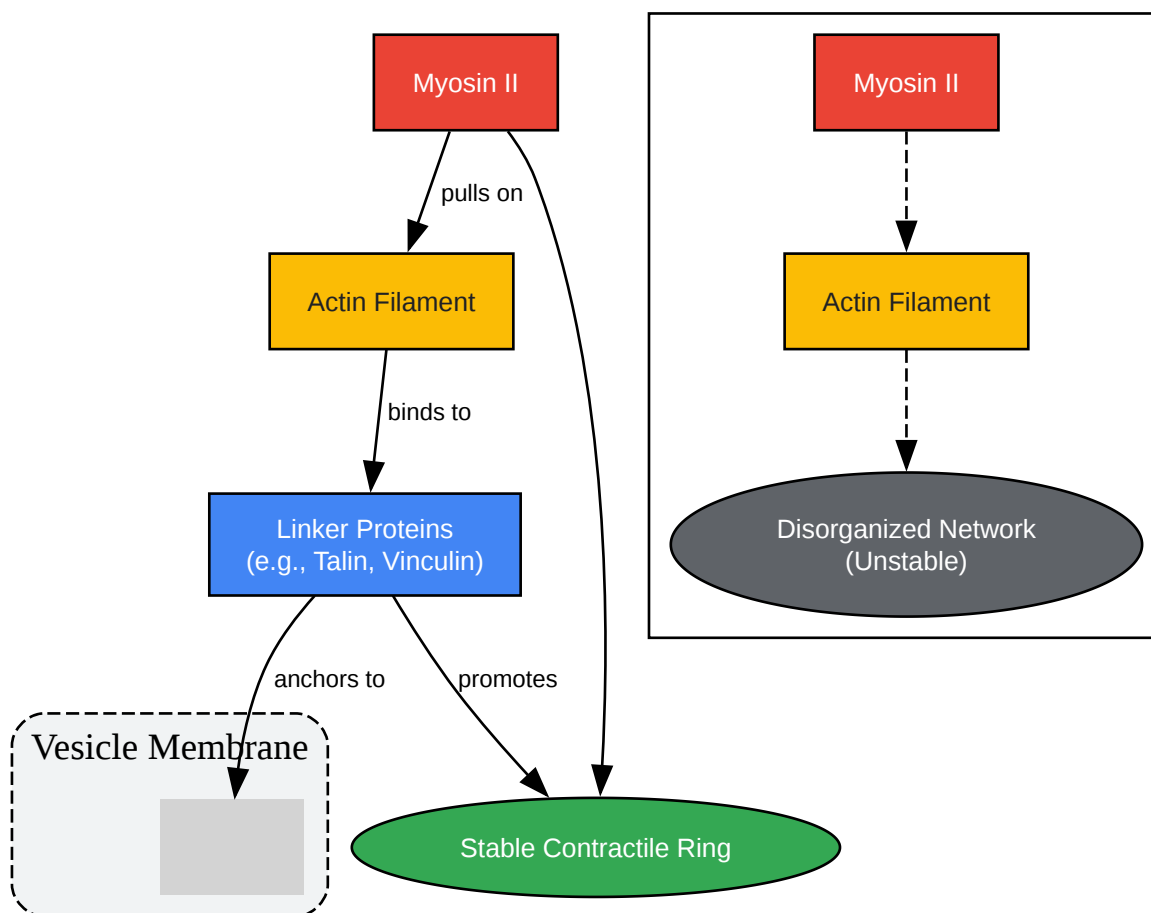 Myosin II
pulls on
Actin Filament
binds to
Linker Proteins
(e.g., Talin, Vinculin)
anchors to
promotes
Vesicle Membrane
Stable Contractile Ring
Myosin II
Actin Filament
Disorganized Network
(Unstable)